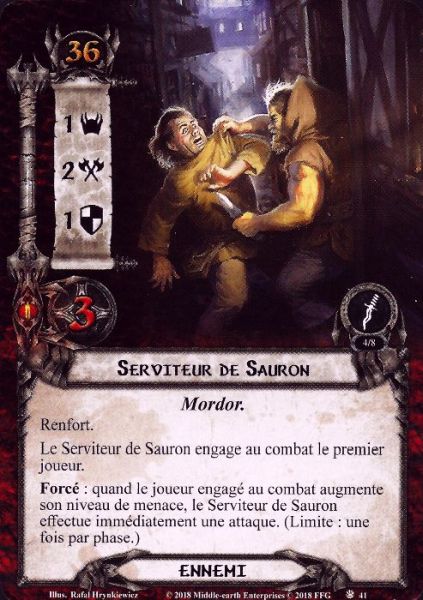 36
1
2
1
3
4/8
Serviteur de Sauron
Mordor.
Renfort.
Le Serviteur de Sauron engage au combat le premier
joueur.
Forcé : quand le joueur engagé au combat augmente
son niveau de menace, le Serviteur de Sauron
effectue immédiatement une attaque. (Limite : une
fois par phase.)
ENNEMI
Illus. Rafał Hrynkiewicz © 2018 Middle-earth Enterprises © 2018 FFG 41